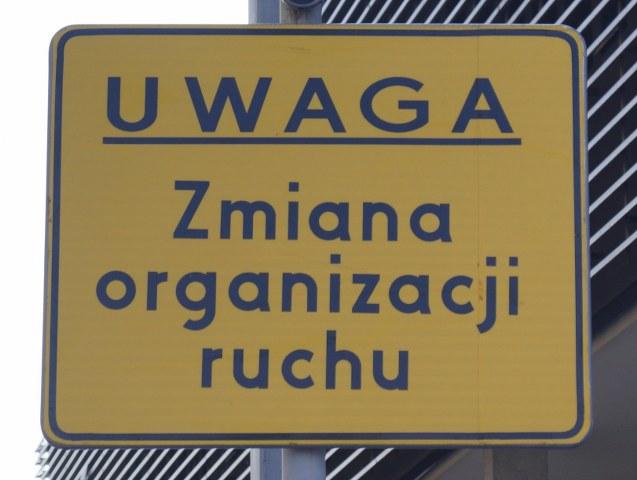 UWAGA
Zmiana
organizacji
ruchu